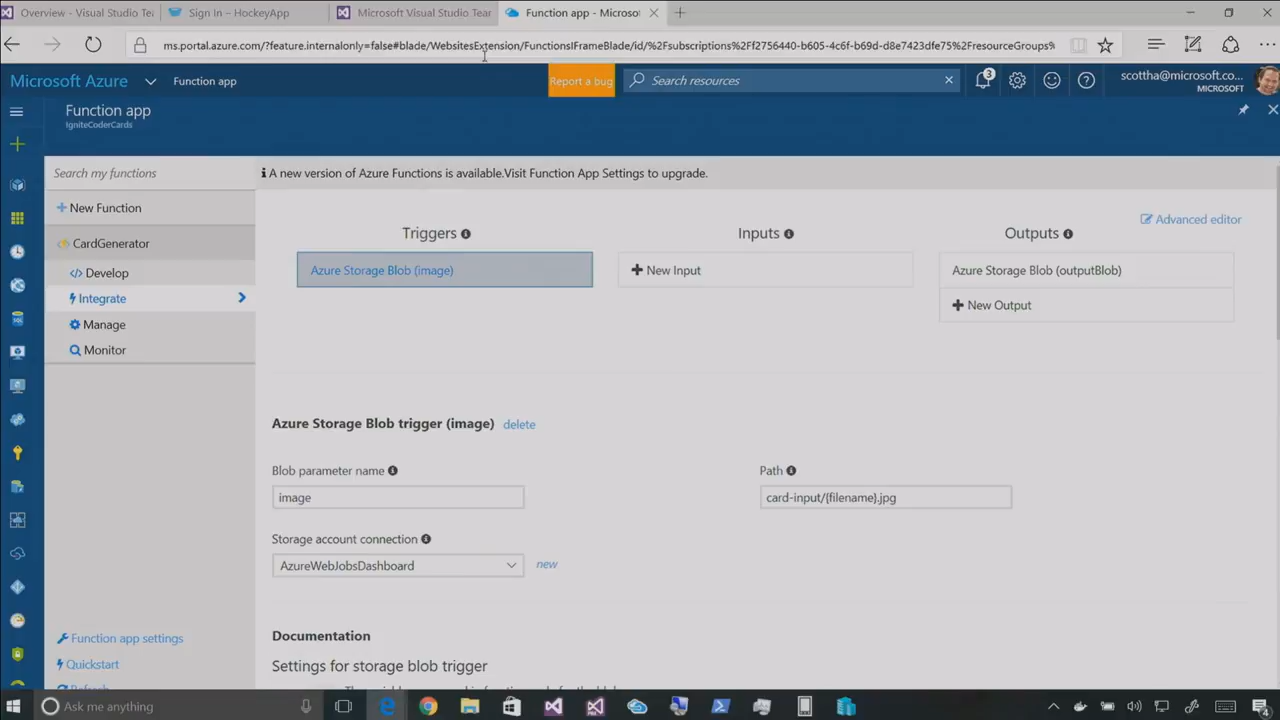 Overview - Visual Studio Te
Sign In – HockeyApp
Microsoft Visual Studio Tear
Function app - Microso
ms.portal.azure.com/?feature.internalonly=false#blade/WebsitesExtension/FunctionsIFrameBlade/id/%2Fsubscriptions%2Ff2756440-b605-4c6f-b69d-d8e7423dfe75%2FresourceGroups%
Microsoft Azure
Function app
Report a bug
Search resources
3
scottha@microsoft.co...
MICROSOFT
Function app
IgniteCoderCards
Search my functions
A new version of Azure Functions is available.Visit Function App Settings to upgrade.
New Function
CardGenerator
Develop
Integrate
Manage
Monitor
Advanced editor
Triggers
Inputs
Outputs
Azure Storage Blob (image)
New Input
Azure Storage Blob (outputBlob)
New Output
Azure Storage Blob trigger (image) delete
Blob parameter name
Path
image
card-input/{filename}.jpg
Storage account connection
AzureWebJobsDashboard
new
Documentation
Settings for storage blob trigger
Function app settings
Quickstart
Ask me anything
4